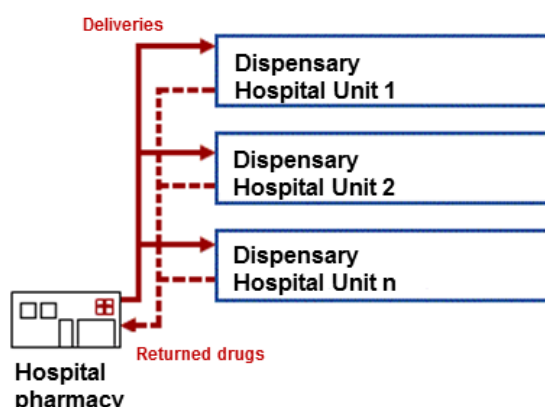 Deliveries
Dispensary
Hospital Unit 1
Dispensary
Hospital Unit 2
Dispensary
Hospital Unit n
Returned drugs
Hospital
pharmacy